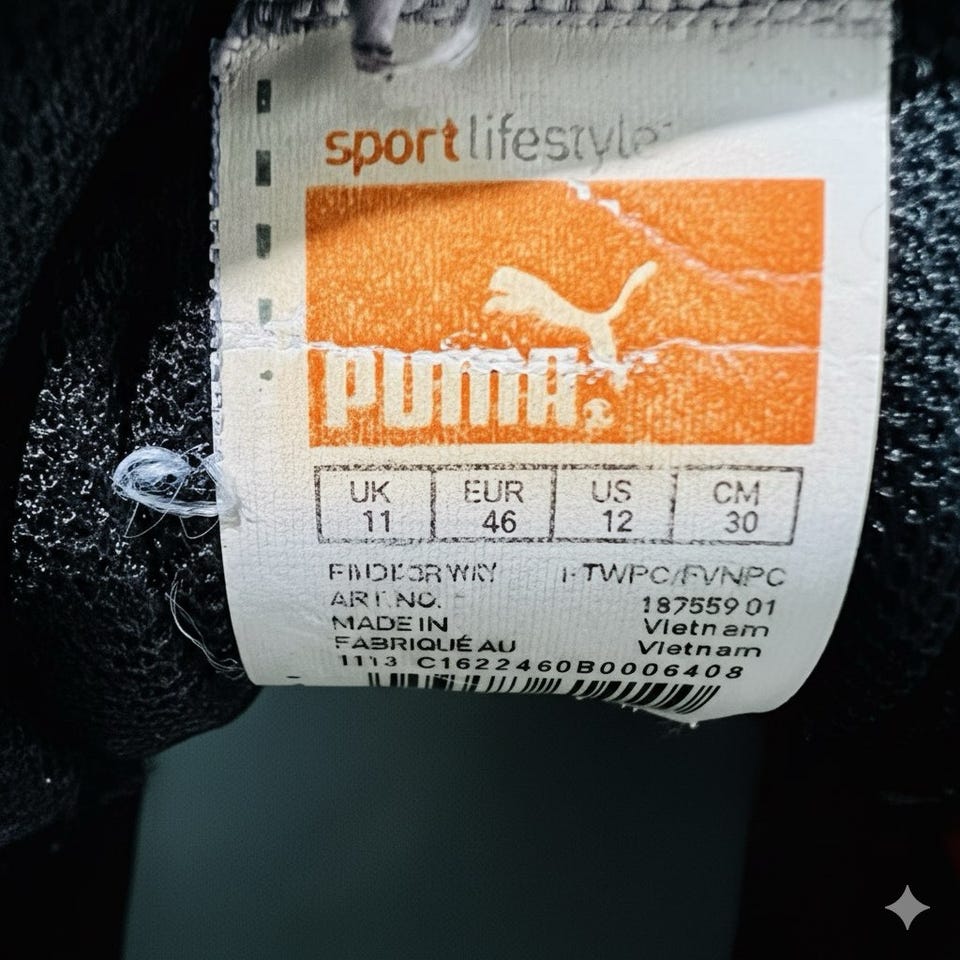 sport lifestyle
PUMA
UK EUR US CM
11 46 12 30
TWPC/FVNPC
ART. NO. 187559 01
MADE IN Vietnam
FABRIQUÉ AU Vietnam
1113 C1622460B0006408